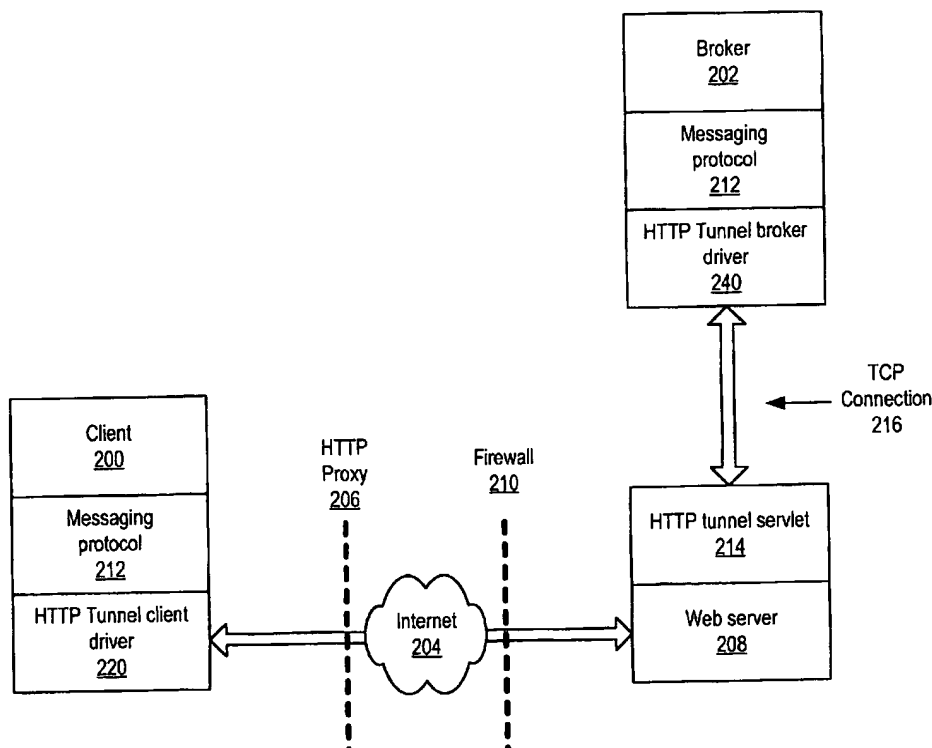 Broker
202
Messaging
protocol
212
HTTP Tunnel broker
driver
240
TCP
Connection
216
Client
200
Messaging
protocol
212
HTTP Tunnel client
driver
220
HTTP
Proxy
206
Firewall
210
Internet
204
HTTP tunnel servlet
214
Web server
208